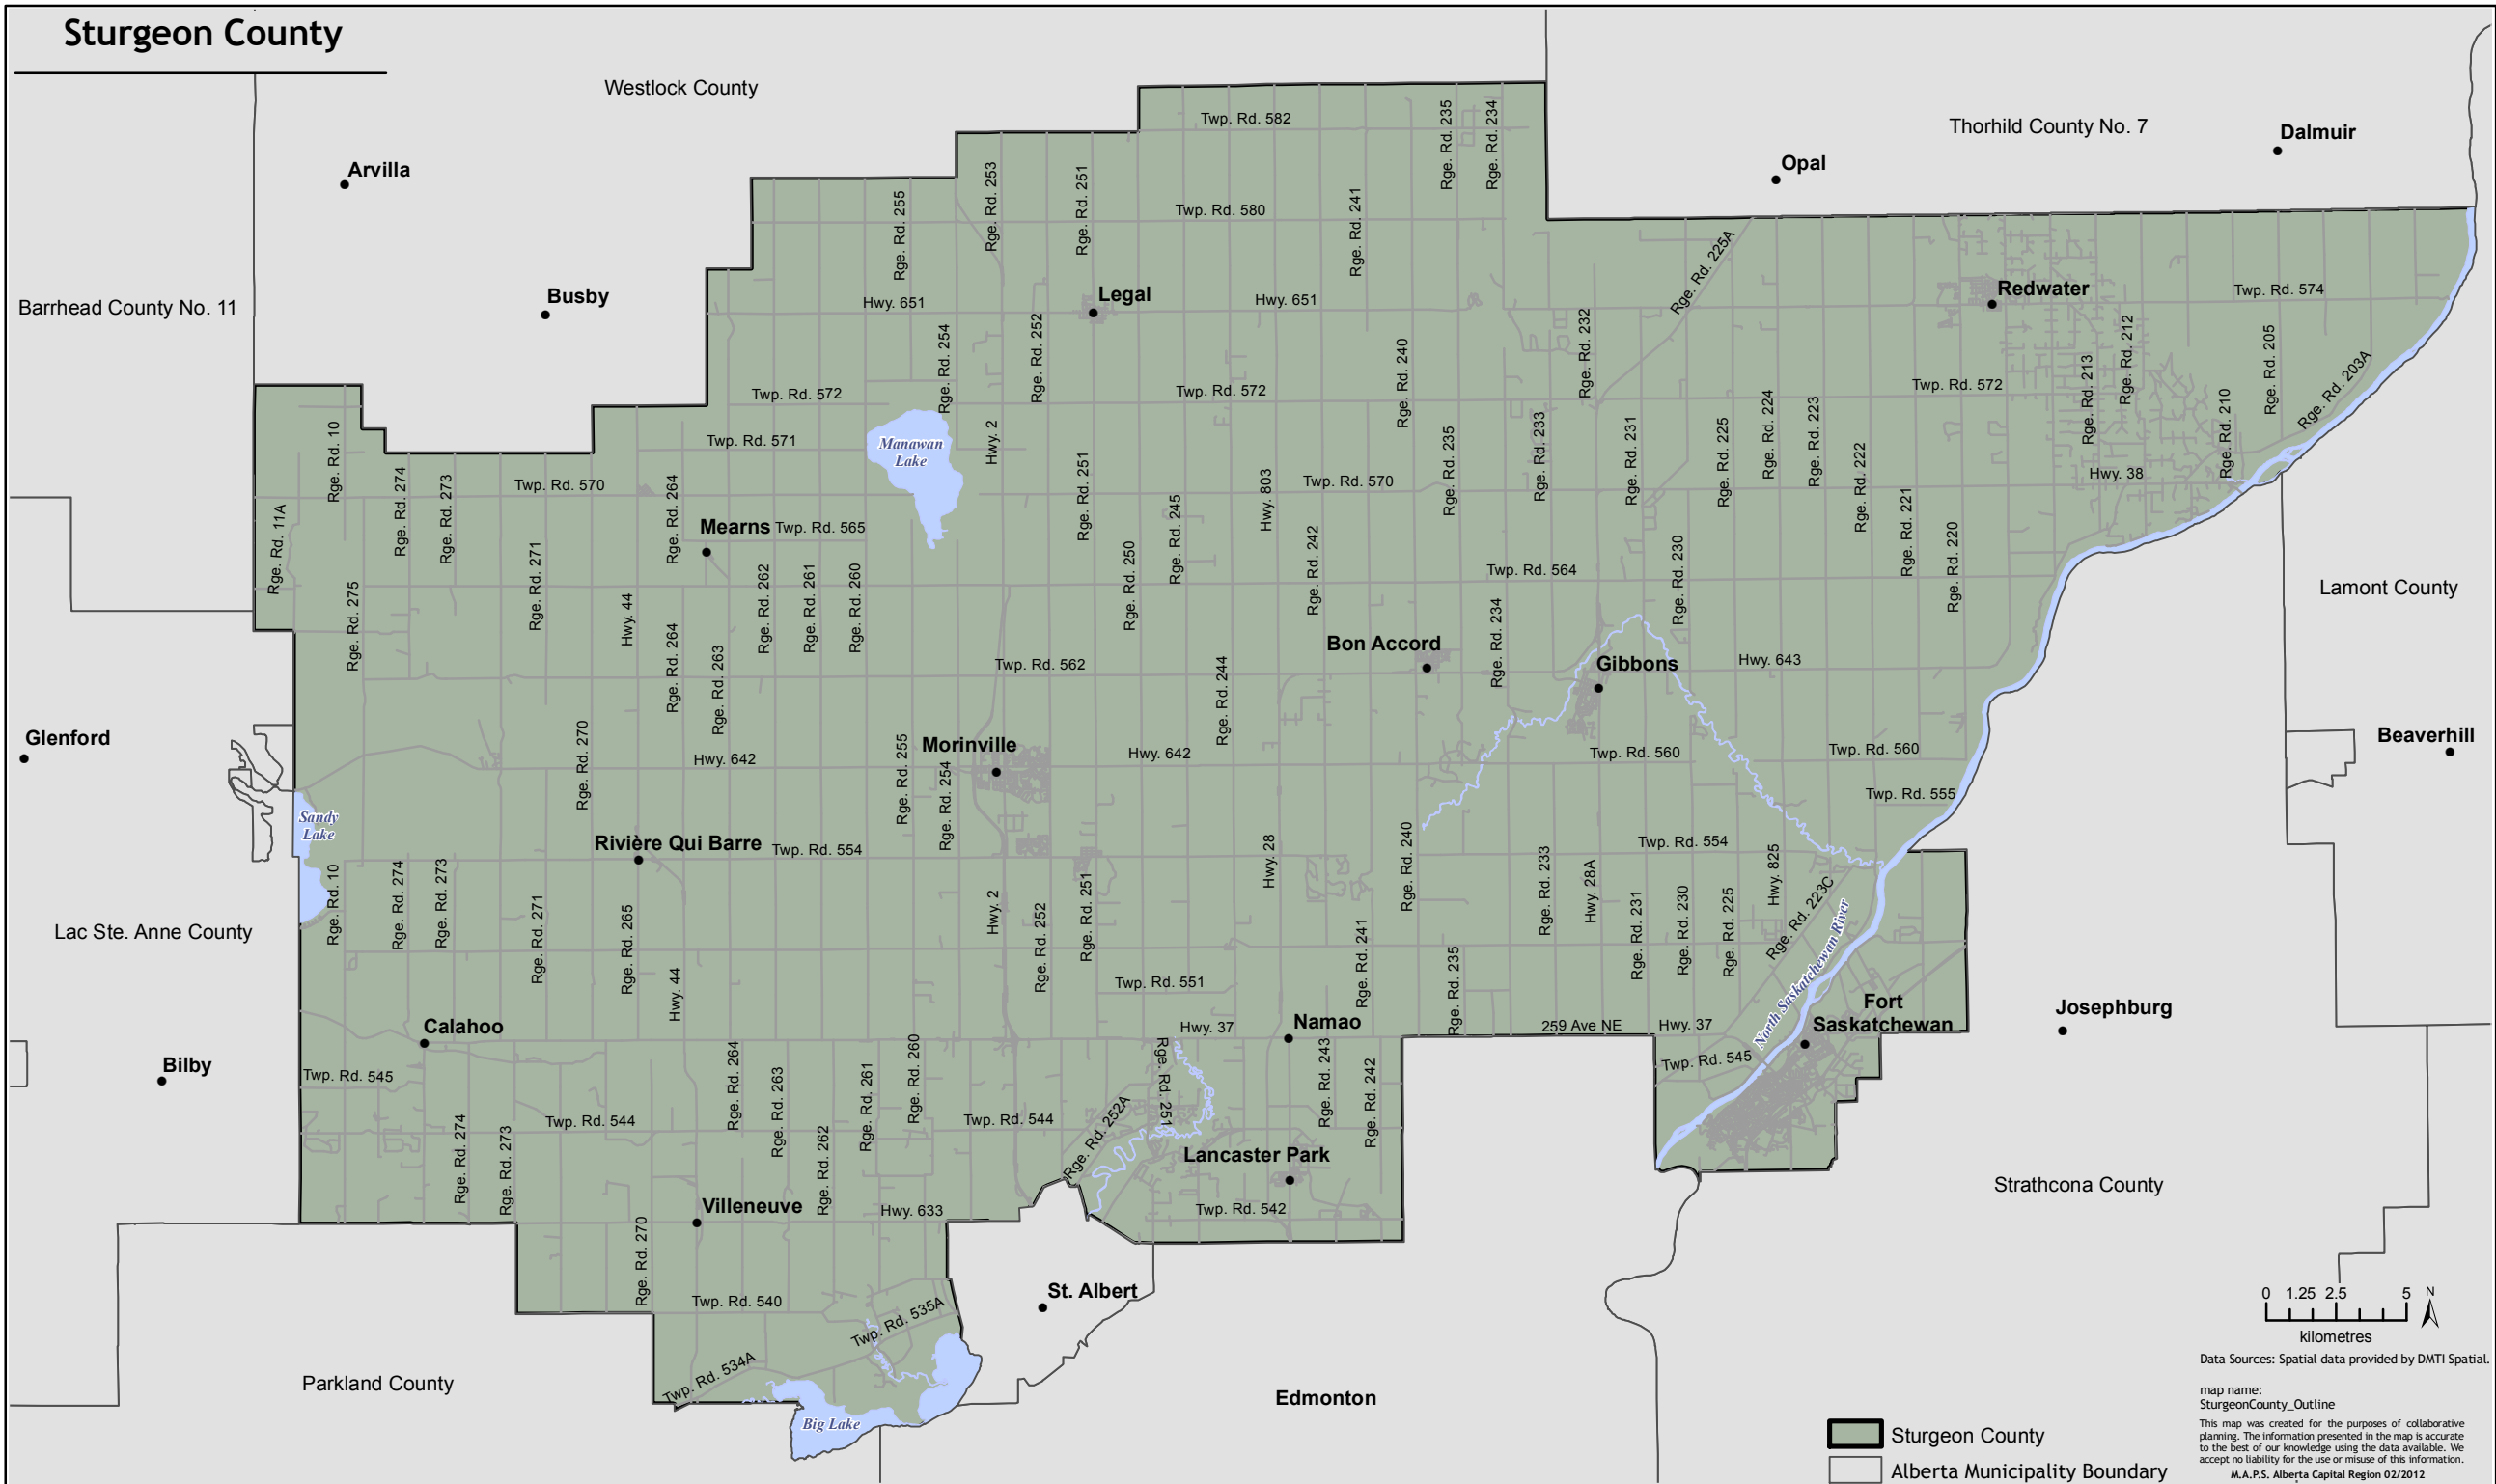 Sturgeon County
Westlock County
Thorhild County No. 7
Dalmuir
Opal
Arvilla
Busby
Barrhead County No. 11
Twp. Rd. 582
Rge. Rd. 235
Rge. Rd. 234
Rge. Rd. 255
Rge. Rd. 253
Rge. Rd. 251
Twp. Rd. 580
Rge. Rd. 241
Rge. Rd. 225A
Hwy. 651
Legal
Hwy. 651
Redwater
Twp. Rd. 574
Rge. Rd. 254
Rge. Rd. 252
Rge. Rd. 240
Rge. Rd. 232
Rge. Rd. 213
Rge. Rd. 212
Rge. Rd. 205
Rge. Rd. 203A
Twp. Rd. 572
Twp. Rd. 572
Twp. Rd. 572
Twp. Rd. 571
Manawan
Lake
Hwy. 2
Rge. Rd. 10
Rge. Rd. 274
Rge. Rd. 273
Twp. Rd. 570
Rge. Rd. 264
Rge. Rd. 251
Rge. Rd. 245
Hwy. 803
Twp. Rd. 570
Rge. Rd. 235
Rge. Rd. 233
Rge. Rd. 231
Rge. Rd. 225
Rge. Rd. 224
Rge. Rd. 223
Rge. Rd. 222
Rge. Rd. 221
Rge. Rd. 220
Hwy. 38
Rge. Rd. 210
Rge. Rd. 11A
Mearns
Twp. Rd. 565
Rge. Rd. 275
Rge. Rd. 271
Hwy. 44
Rge. Rd. 264
Rge. Rd. 263
Rge. Rd. 262
Rge. Rd. 261
Rge. Rd. 260
Rge. Rd. 250
Rge. Rd. 242
Twp. Rd. 564
Rge. Rd. 230
Lamont County
Bon Accord
Rge. Rd. 234
Gibbons
Hwy. 643
Twp. Rd. 562
Rge. Rd. 244
Glenford
Beaverhill
Rge. Rd. 270
Hwy. 642
Rge. Rd. 255
Rge. Rd. 254
Morinville
Hwy. 642
Twp. Rd. 560
Twp. Rd. 560
Twp. Rd. 555
Sandy
Lake
Rivière Qui Barre
Twp. Rd. 554
Hwy. 28
Rge. Rd. 240
Twp. Rd. 554
Hwy. 825
Rge. Rd. 223C
Lac Ste. Anne County
Rge. Rd. 10
Rge. Rd. 274
Rge. Rd. 273
Rge. Rd. 271
Rge. Rd. 265
Hwy. 44
Hwy. 2
Rge. Rd. 252
Rge. Rd. 251
Rge. Rd. 241
Rge. Rd. 235
Rge. Rd. 233
Hwy. 28A
Rge. Rd. 231
Rge. Rd. 230
Rge. Rd. 225
North Saskatchewan River
Twp. Rd. 551
Fort
Saskatchewan
Josephburg
Calahoo
Hwy. 37
Namao
259 Ave NE
Hwy. 37
Twp. Rd. 545
Bilby
Twp. Rd. 545
Rge. Rd. 264
Rge. Rd. 263
Rge. Rd. 262
Rge. Rd. 261
Rge. Rd. 260
Rge. Rd. 251
Rge. Rd. 252A
Rge. Rd. 243
Rge. Rd. 242
Twp. Rd. 544
Twp. Rd. 544
Rge. Rd. 274
Rge. Rd. 273
Lancaster Park
Strathcona County
Villeneuve
Hwy. 633
Twp. Rd. 542
Rge. Rd. 270
St. Albert
Twp. Rd. 540
Twp. Rd. 535A
Twp. Rd. 534A
Parkland County
Big Lake
Edmonton
0 1.25 2.5 5
N
kilometres
Data Sources: Spatial data provided by DMTI Spatial.
map name:
SturgeonCounty_Outline
This map was created for the purposes of collaborative
planning. The information presented in the map is accurate
to the best of our knowledge using the data available. We
accept no liability for the use or misuse of this information.
M.A.P.S. Alberta Capital Region 02/2012
Sturgeon County
Alberta Municipality Boundary